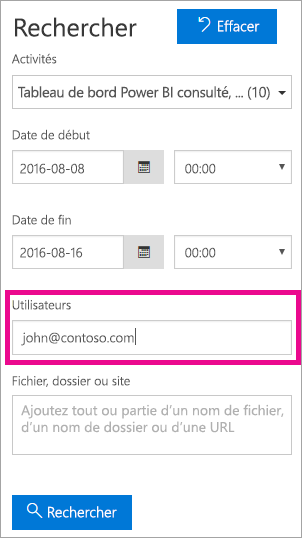 Rechercher
Effacer
Activités
Tableau de bord Power BI consulté, ... (10)
Date de début
2016-08-08
00:00
Date de fin
2016-08-16
00:00
Utilisateurs
john@contoso.com
Fichier, dossier ou site
Ajoutez tout ou partie d'un nom de fichier,
d'un nom de dossier ou d'une URL
Rechercher